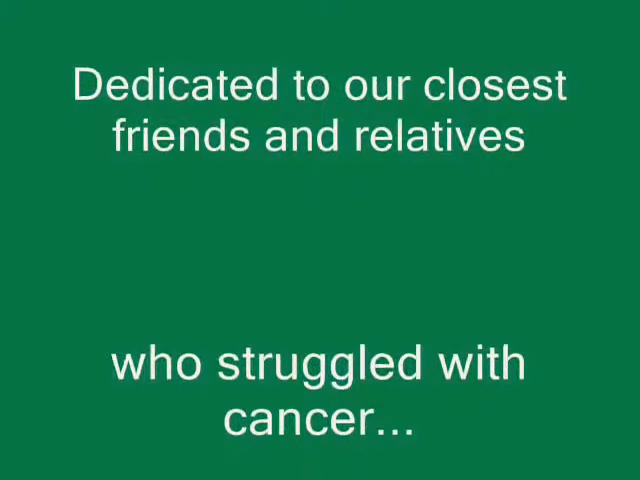 Dedicated to our closest
friends and relatives
who struggled with
cancer...